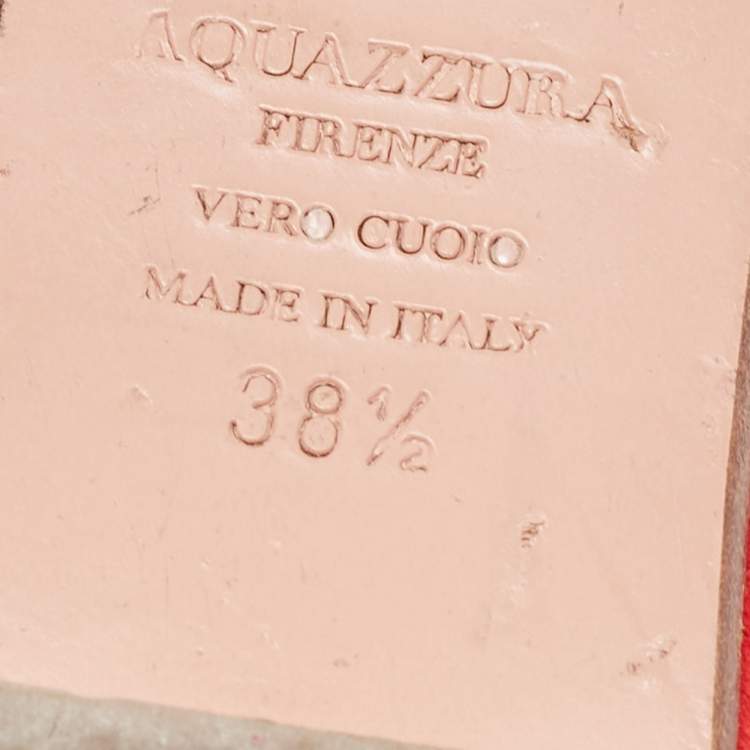 AQUAZZURA
FIRENZE
VERO CUOIO
MADE IN ITALY
38½